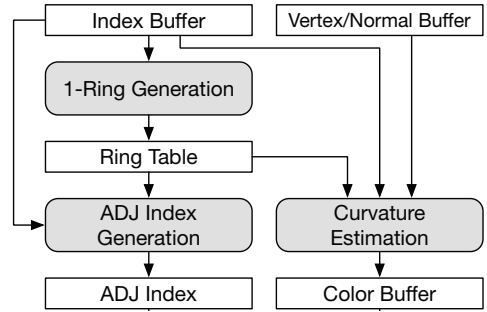 Index Buffer
Vertex/Normal Buffer
1-Ring Generation
Ring Table
ADJ Index
Generation
Curvature
Estimation
ADJ Index
Color Buffer